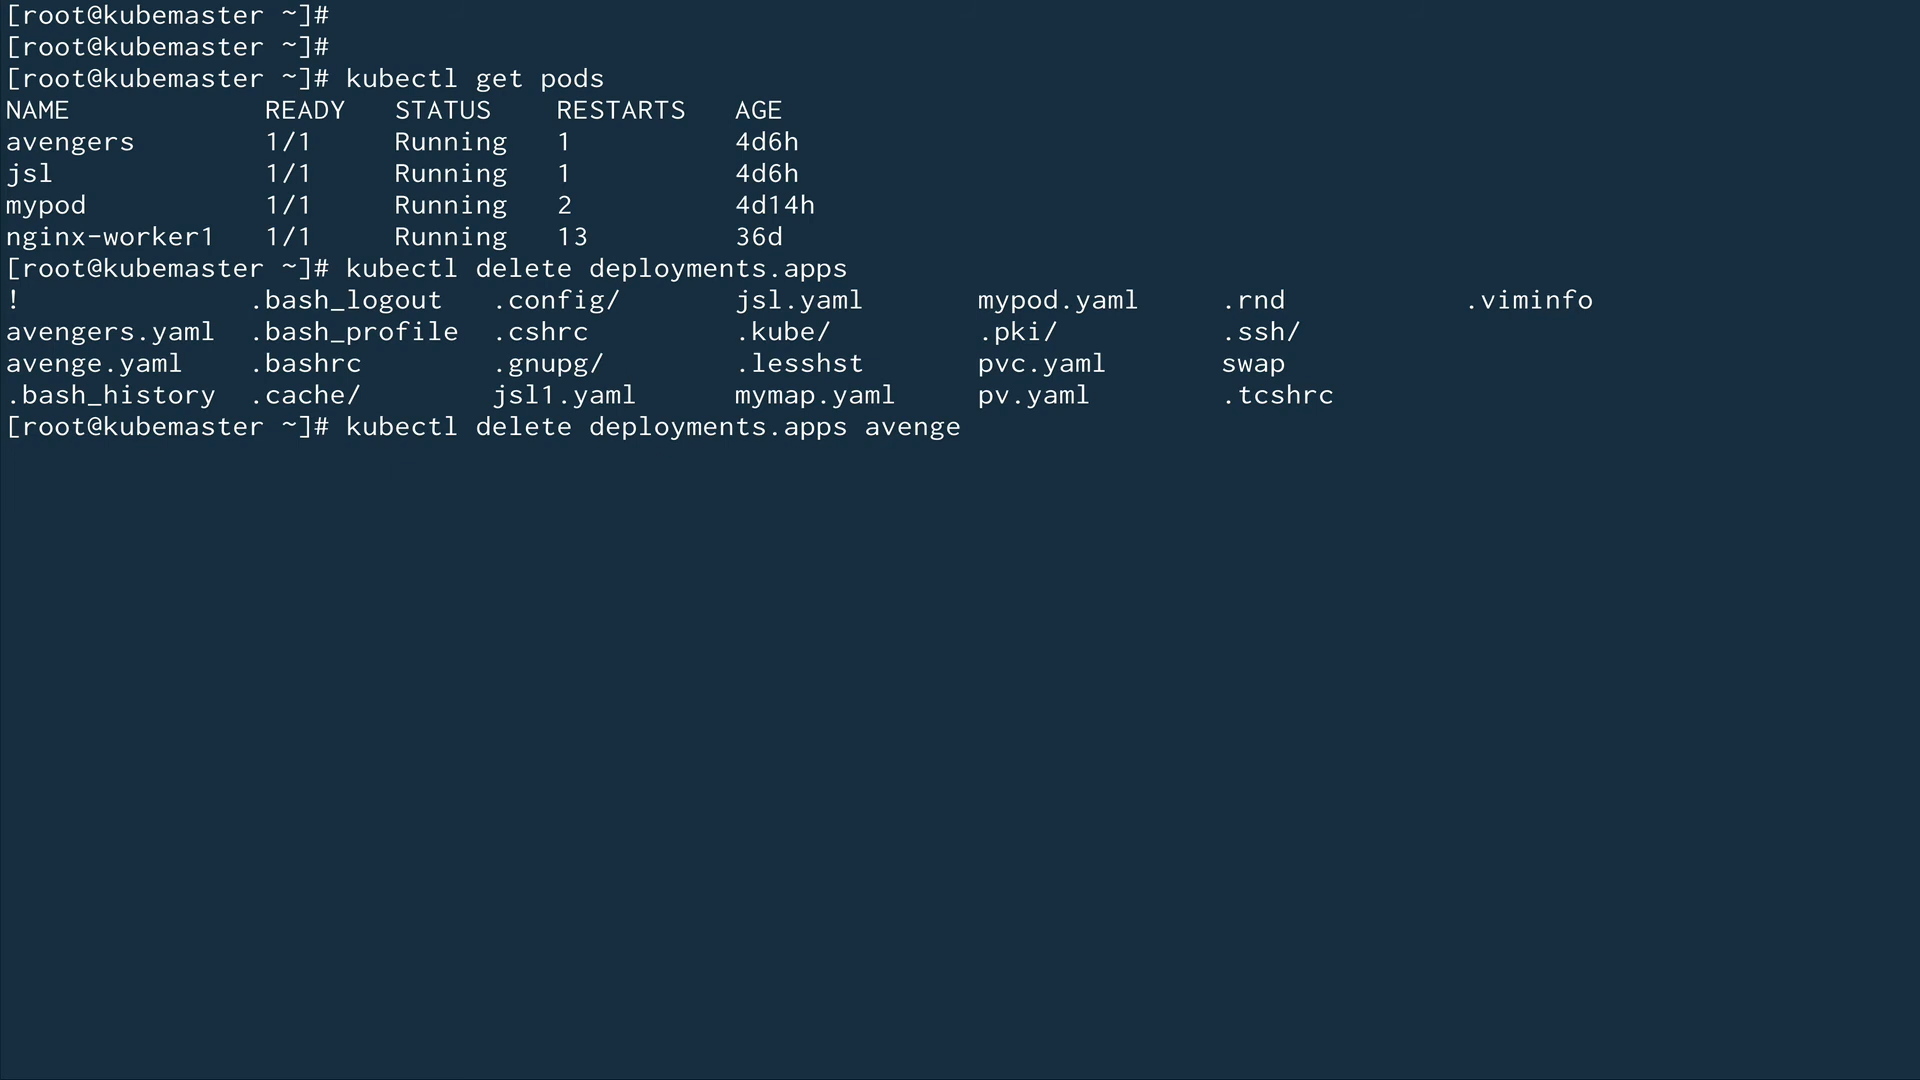 [root@kubemaster ~]#
[root@kubemaster ~]#
[root@kubemaster ~]# kubectl get pods
NAME            READY   STATUS    RESTARTS   AGE
avengers        1/1     Running   1          4d6h
jsl             1/1     Running   1          4d6h
mypod           1/1     Running   2          4d14h
nginx-worker1   1/1     Running   13         36d
[root@kubemaster ~]# kubectl delete deployments.apps
!              .bash_logout   .config/       jsl.yaml       mypod.yaml     .rnd           .viminfo
avengers.yaml  .bash_profile  .cshrc         .kube/         .pki/          .ssh/
avenge.yaml    .bashrc        .gnupg/        .lesshst       pvc.yaml       swap
.bash_history  .cache/        jsl1.yaml      mymap.yaml     pv.yaml        .tcshrc
[root@kubemaster ~]# kubectl delete deployments.apps avenge